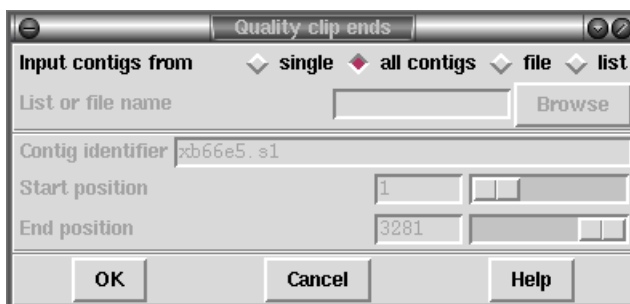 Quality clip ends
Input contigs from single all contigs file list
List or file name Browse
Contig identifier xb66e5.s1
Start position 1
End position 3281
OK Cancel Help